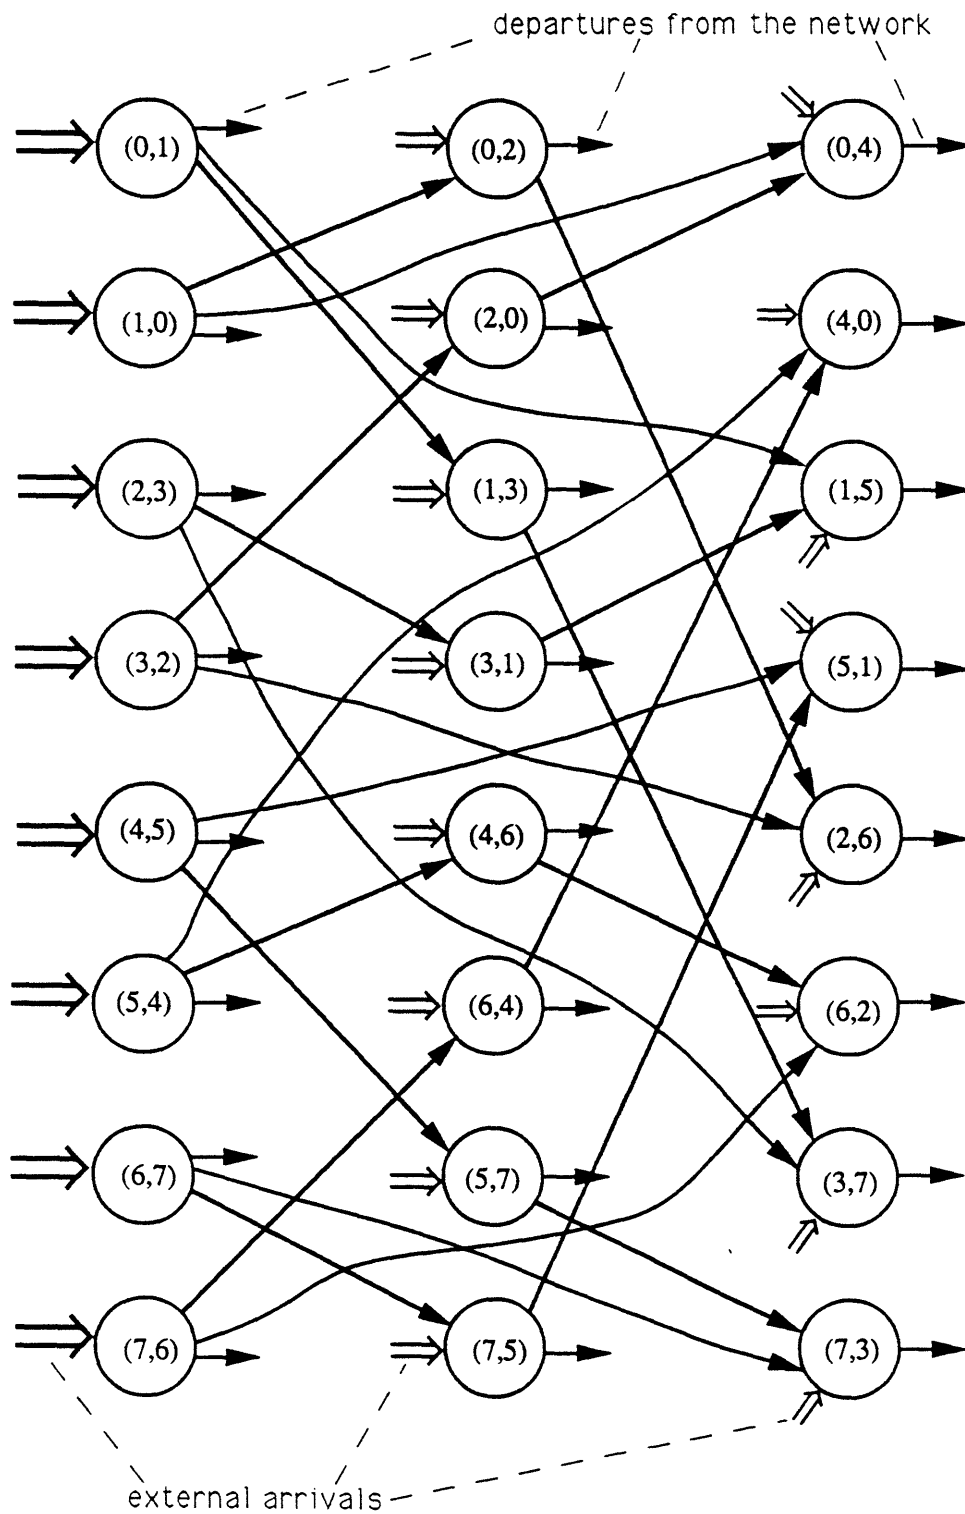 departures from the network
(0,1) (0,2) (0,4)
(1,0) (2,0) (4,0)
(2,3) (1,3) (1,5)
(3,2) (3,1) (5,1)
(4,5) (4,6) (2,6)
(5,4) (6,4) (6,2)
(6,7) (5,7) (3,7)
(7,6) (7,5) (7,3)
external arrivals